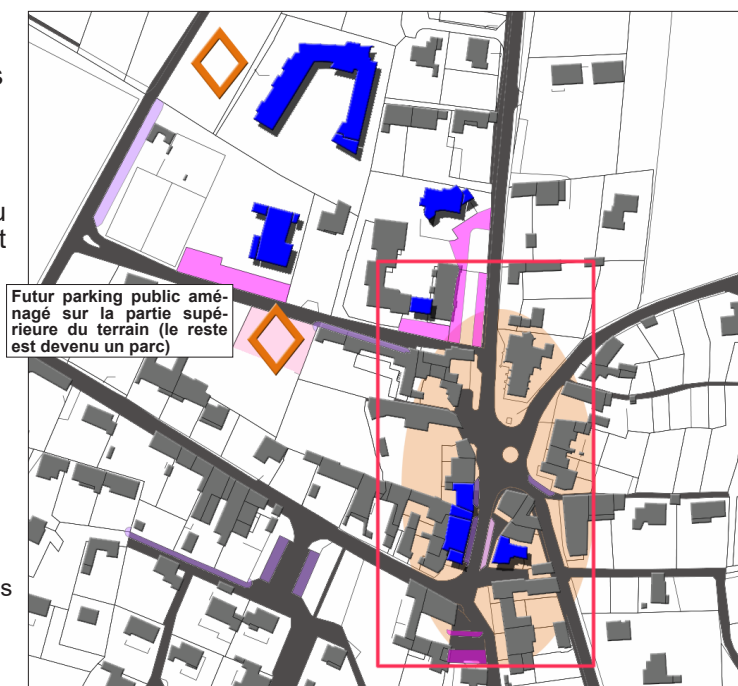 s
u
t
Futur parking public amé-
nagé sur la partie supé-
rieure du terrain (le reste
est devenu un parc)
s